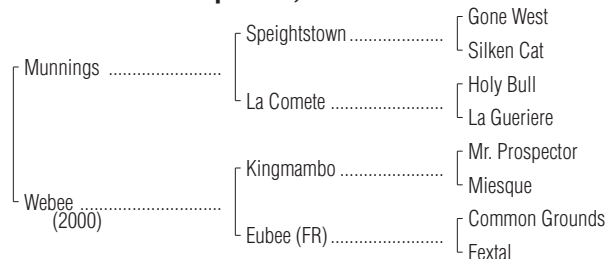 Gone West
Speightstown ....................
Silken Cat
Munnings ........................
Holy Bull
La Comete ........................
La Gueriere
Mr. Prospector
Kingmambo ......................
Miesque
Webee ..............................
(2000)
Common Grounds
Eubee (FR) ........................
Fextal